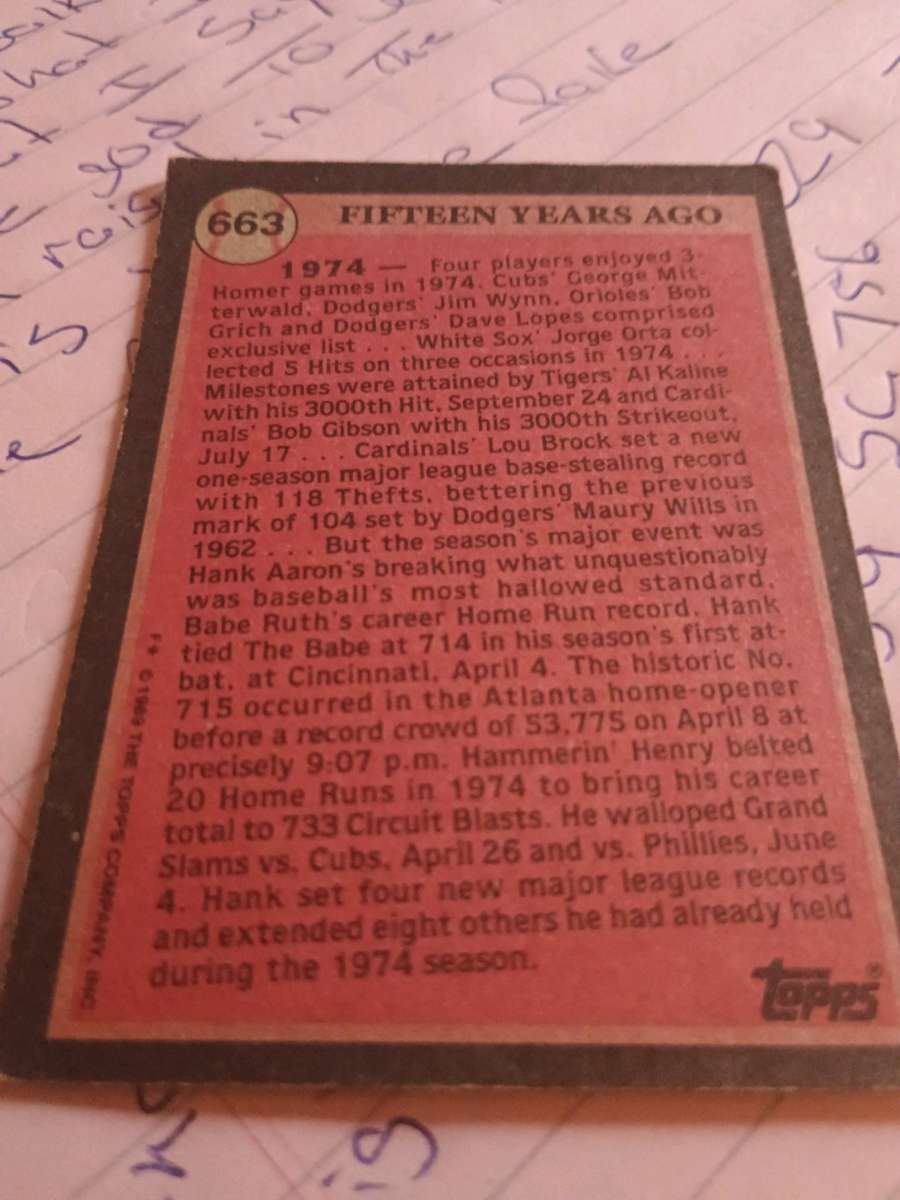 in the
sake
29
663 FIFTEEN YEARS AGO
1974 — Four players enjoyed 3-
Homer games in 1974. Cubs' George Mit-
terwald, Dodgers' Jim Wynn, Orioles' Bob
Grich and Dodgers' Dave Lopes comprised
exclusive list . . . White Sox' Jorge Orta col-
lected 5 Hits on three occasions in 1974 . . .
Milestones were attained by Tigers' Al Kaline
with his 3000th Hit, September 24 and Cardi-
nals' Bob Gibson with his 3000th Strikeout,
July 17 . . . Cardinals' Lou Brock set a new
one-season major league base-stealing record
with 118 Thefts, bettering the previous
mark of 104 set by Dodgers' Maury Wills in
1962 . . . But the season's major event was
Hank Aaron's breaking what unquestionably
was baseball's most hallowed standard,
Babe Ruth's career Home Run record. Hank
tied The Babe at 714 in his season's first at-
bat, at Cincinnati, April 4. The historic No.
715 occurred in the Atlanta home-opener
before a record crowd of 53,775 on April 8 at
precisely 9:07 p.m. Hammerin' Henry belted
20 Home Runs in 1974 to bring his career
total to 733 Circuit Blasts. He walloped Grand
Slams vs. Cubs, April 26 and vs. Phillies, June
4. Hank set four new major league records
and extended eight others he had already held
during the 1974 season.
F* ©1989 THE TOPPS COMPANY, INC.
topps®
is